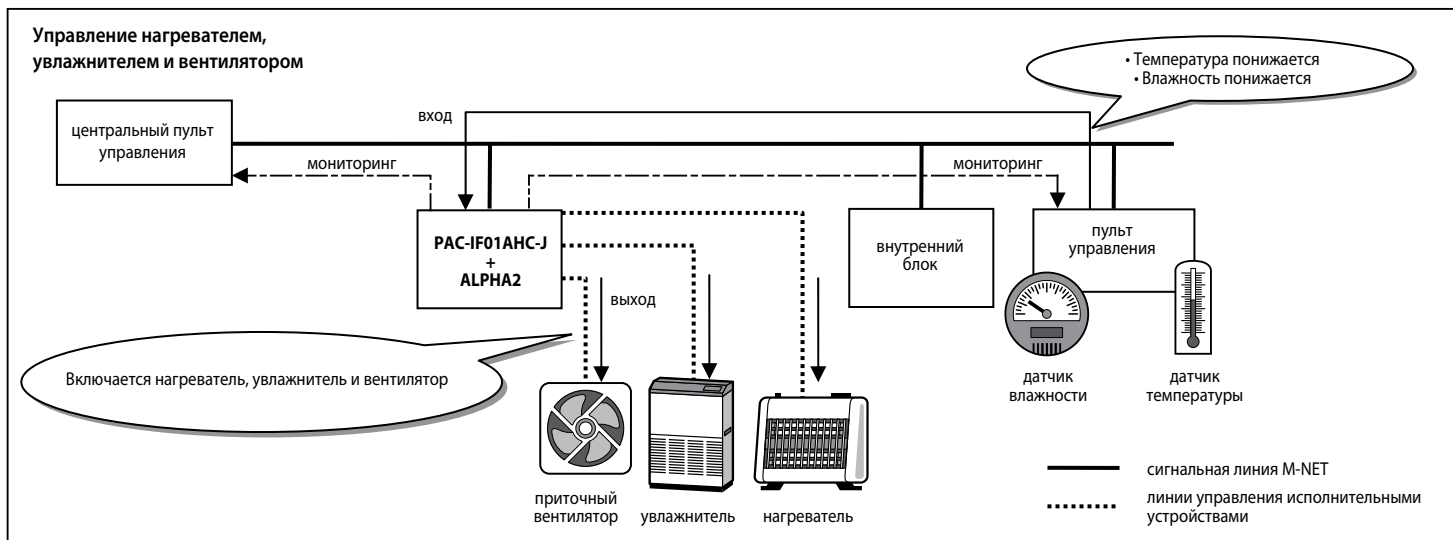 Управление нагревателем,
увлажнителем и вентилятором
• Температура понижается
• Влажность понижается
вход
центральный пульт
управления
мониторинг
мониторинг
PAC-IF01AHC-J
+
ALPHA2
внутренний
блок
пульт
управления
выход
Включается нагреватель, увлажнитель и вентилятор
датчик
влажности
датчик
температуры
приточный
вентилятор
увлажнитель
нагреватель
сигнальная линия M-NET
линии управления исполнительными
устройствами